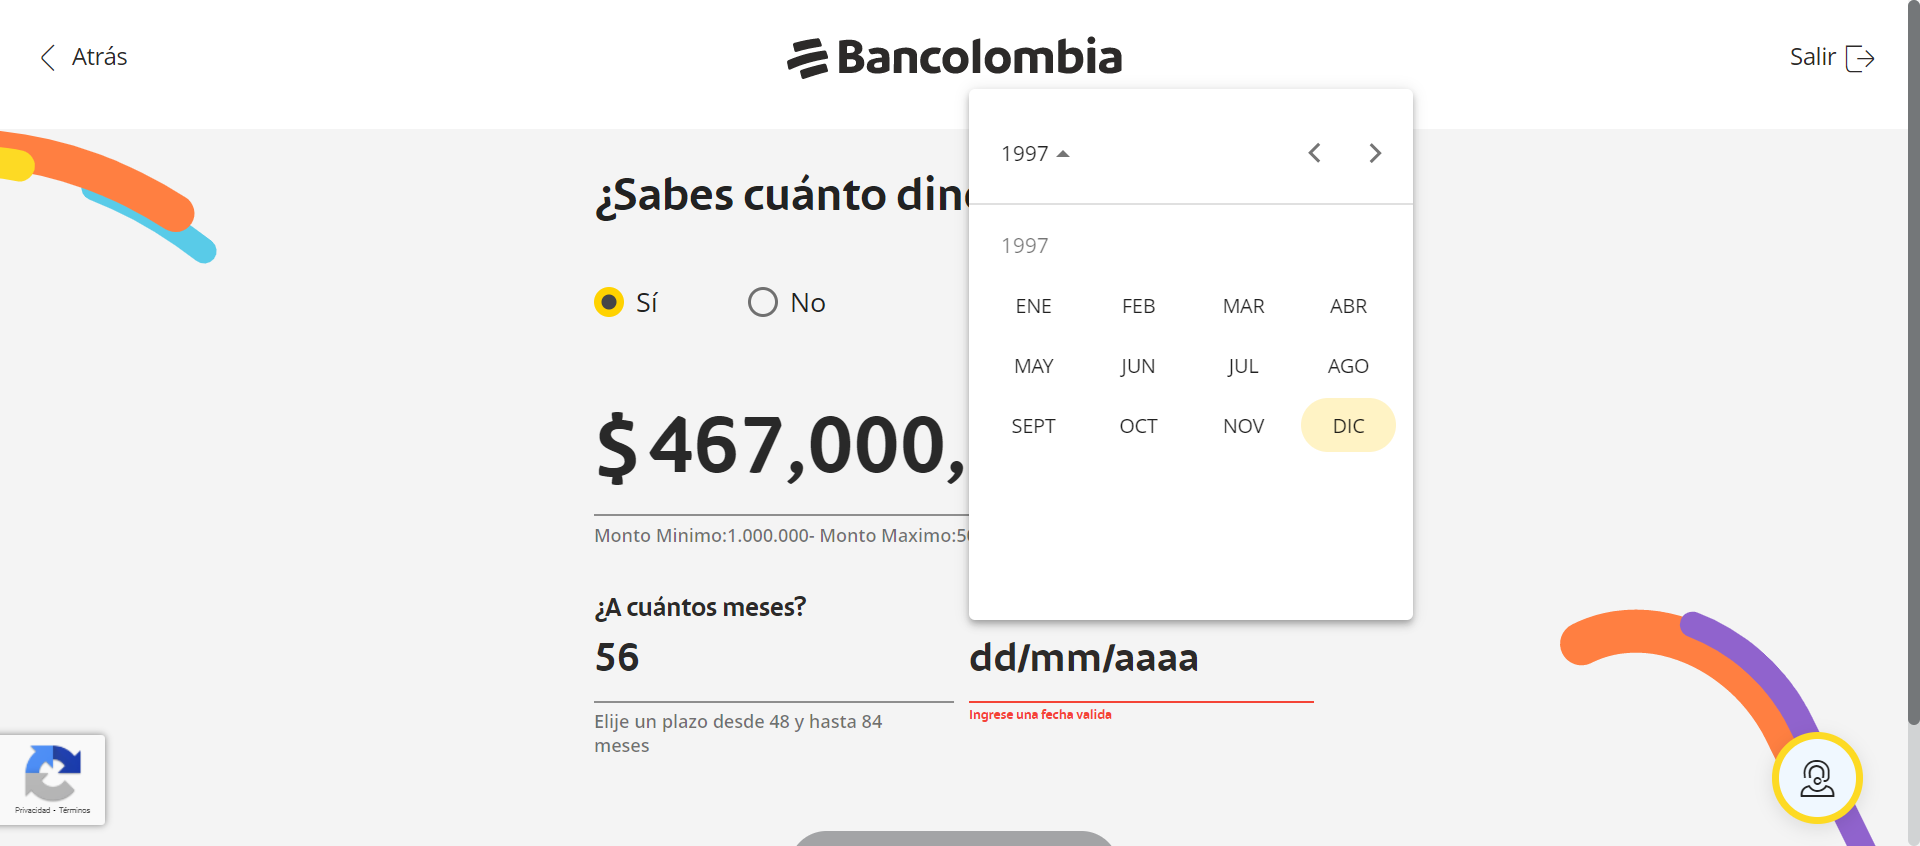 Atrás
Bancolombia
Salir
¿Sabes cuánto
Sí
No
$467,000,
Monto Minimo:1.000.000- Monto Maximo:
¿A cuántos meses?
56
Elije un plazo desde 48 y hasta 84
meses
1997
1997
ENE FEB MAR ABR
MAY JUN JUL AGO
SEPT OCT NOV DIC
dd/mm/aaaa
Ingrese una fecha valida
Privacidad - Términos